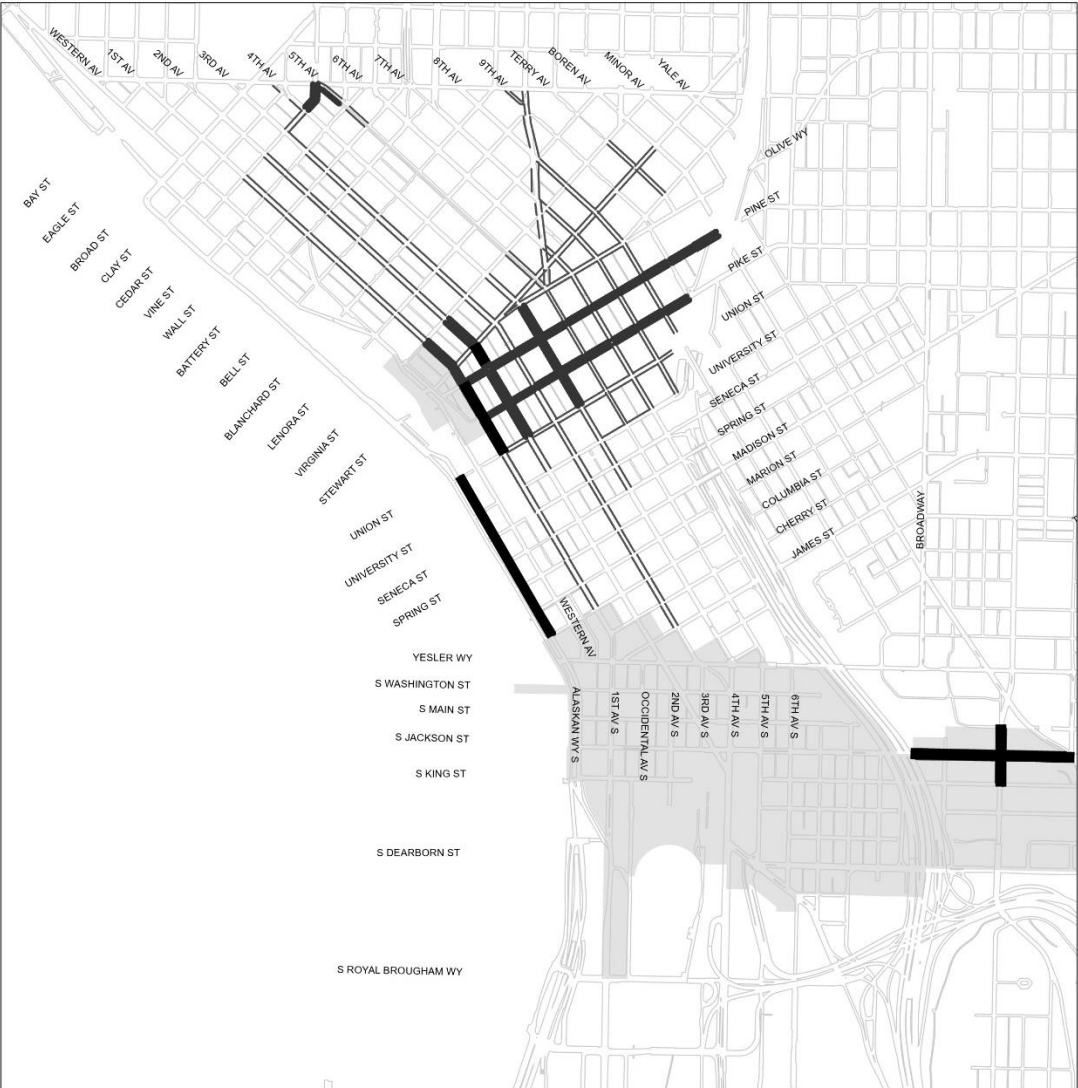 WESTERN AV
1ST AV
2ND AV
3RD AV
4TH AV
5TH AV
6TH AV
7TH AV
8TH AV
9TH AV
TERRY AV
BOREN AV
MINOR AV
YALE AV
OLIVE WY
PINE ST
PIKE ST
UNION ST
UNIVERSITY ST
SENECA ST
SPRING ST
MADISON ST
MARION ST
COLUMBIA ST
CHERRY ST
JAMES ST
BROADWAY
BAY ST
EAGLE ST
BROAD ST
CLAY ST
CEDAR ST
VINE ST
WALL ST
BATTERY ST
BELL ST
BLANCHARD ST
LENORA ST
VIRGINIA ST
STEWART ST
UNION ST
UNIVERSITY ST
SENECA ST
SPRING ST
YESLER WY
S WASHINGTON ST
S MAIN ST
S JACKSON ST
S KING ST
S DEARBORN ST
S ROYAL BROUGHAM WY
WESTERN AV
ALASKAN WY S
1ST AV S
OCCIDENTAL AV S
2ND AV S
3RD AV S
4TH AV S
5TH AV S
6TH AV S